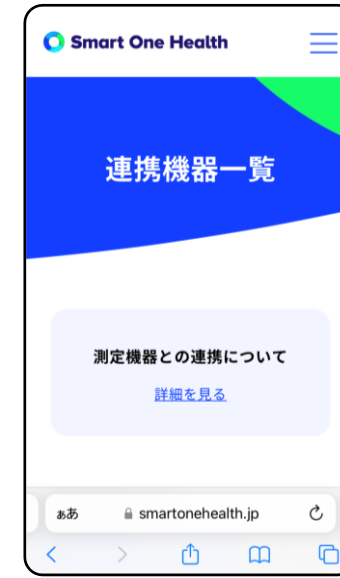 Smart One Health
連携機器一覧
測定機器との連携について
詳細を見る
ぁあ
smartonehealth.jp